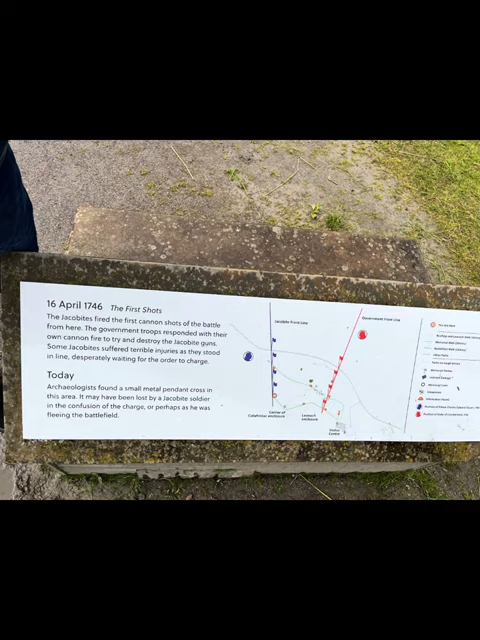 16 April 1746 The First Shots
The Jacobites fired the first cannon shots of the battle
from here. The government troops responded with their
own cannon fire to try and destroy the Jacobite guns.
Some Jacobites suffered terrible injuries as they stood
in line, desperately waiting for the order to charge.
Today
Archaeologists found a small metal pendant cross in
this area. It may have been lost by a Jacobite soldier
in the confusion of the charge, or perhaps as he was
fleeing the battlefield.
Jacobite Front Line
Government Front Line
Corner of
Culwhiniac enclosure
Leanach
enclosure
Visitor
Centre
You are here